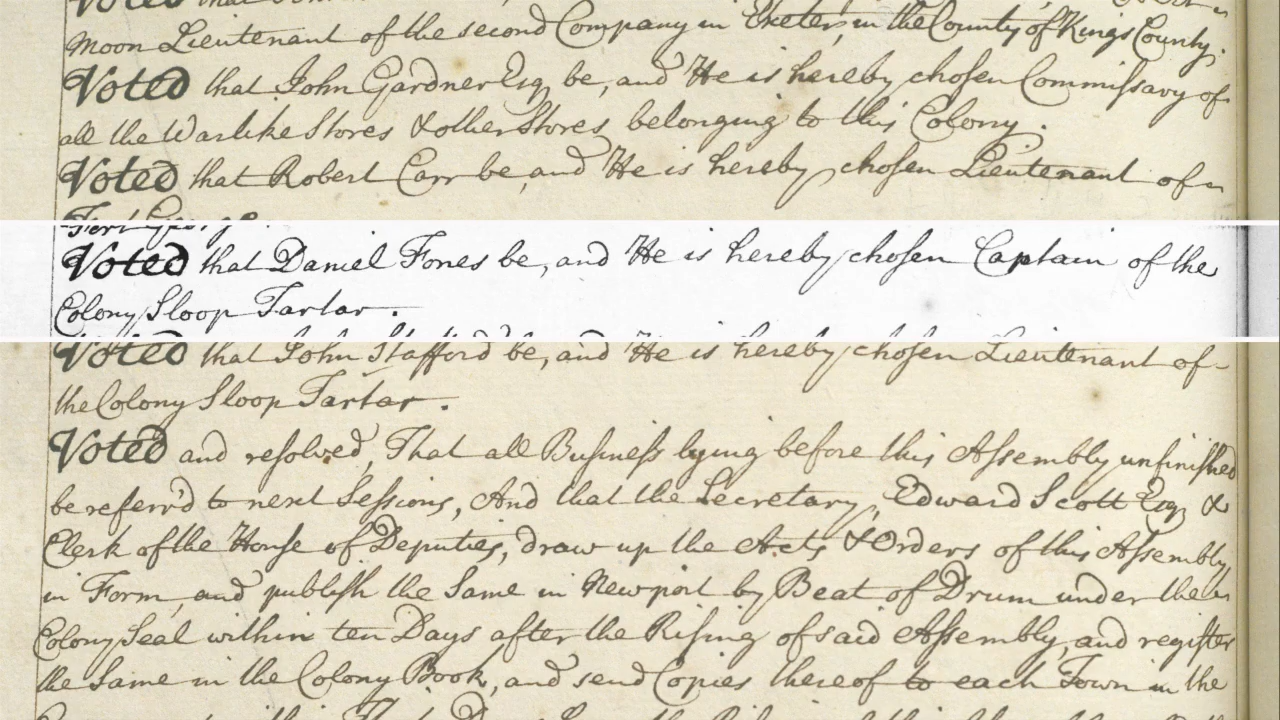 Voted that
Moon Lieutenant of the second Company in Exeter, in the County of Kings County.
Voted that John Gardner Esq be, and He is hereby chosen Commissary of
all the Warlike Stores & other Stores belonging to this Colony.
Voted that Robert Carr be, and He is hereby chosen Lieutenant of
Fort George.
Voted that Daniel Fones be, and He is hereby chosen Captain of the
Colony Sloop Tartar.
Voted that John Stafford be, and He is hereby chosen Lieutenant of
the Colony Sloop Tartar.
Voted and resolved, That all Business lying before this Assembly unfinished
be referr'd to next Sessions, And that the Secretary, Edward Scott Esq &
Clerk of the House of Deputies, draw up the Acts & Orders of this Assembly,
in Form, and publish the Same in Newport by Beat of Drum under the
Colony Seal within ten Days after the Rising of said Assembly, and register
the Same in the Colony Book, and send Copies thereof to each Town in the